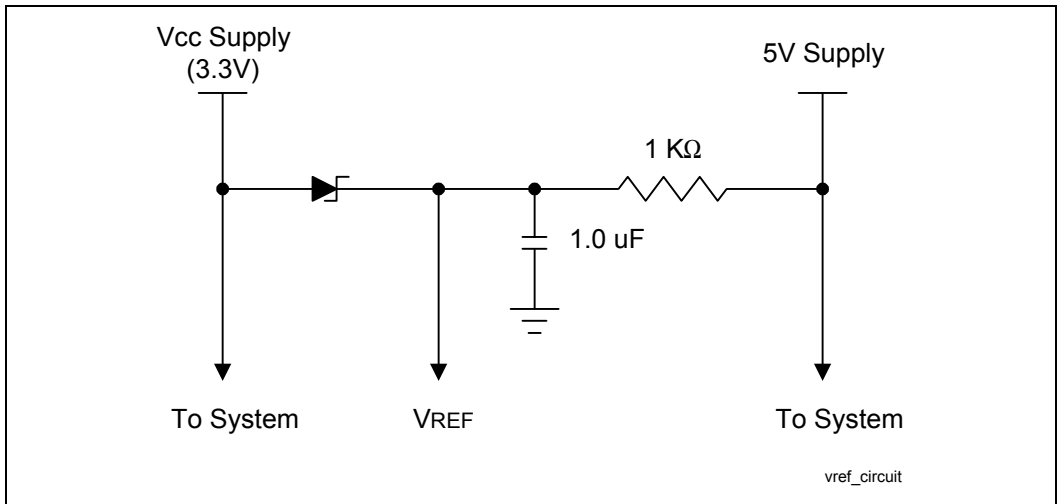 Vcc Supply
(3.3V)
5V Supply
1 KΩ
1.0 uF
To System
VREF
To System
vref_circuit